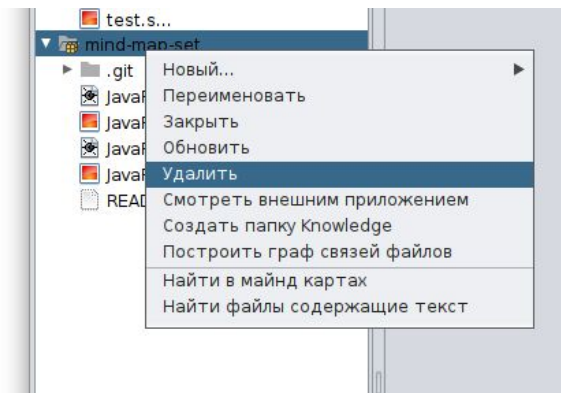 test.s...
mind-map-set
.git
Новый...
Переименовать
Закрыть
Обновить
Удалить
Смотреть внешним приложением
Создать папку Knowledge
Построить граф связей файлов
Найти в майнд картах
Найти файлы содержащие текст